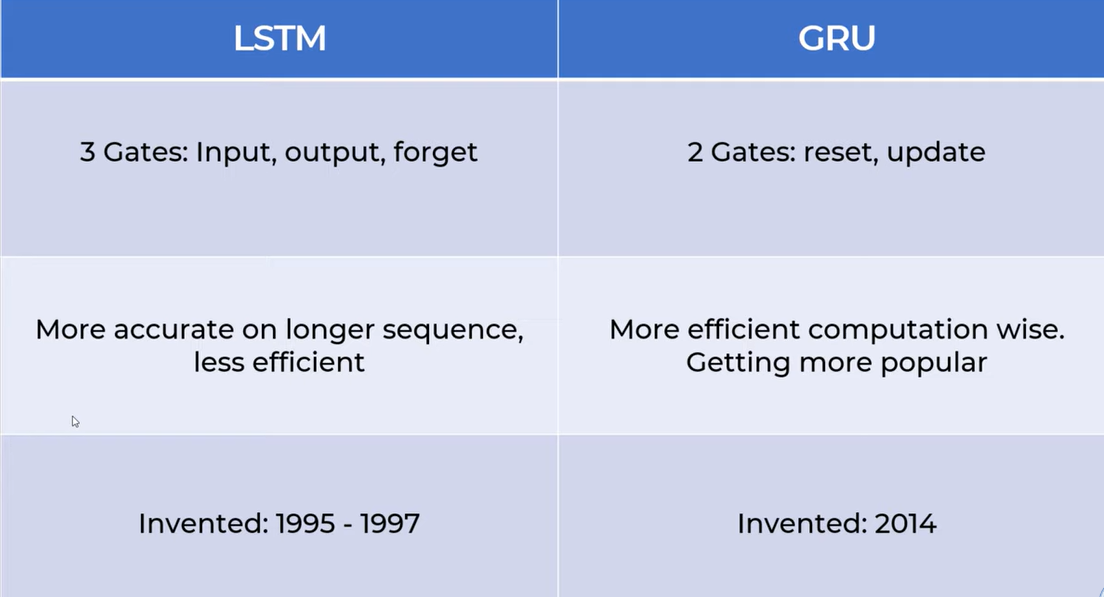 LSTM
GRU
3 Gates: Input, output, forget
2 Gates: reset, update
More accurate on longer sequence,
less efficient
More efficient computation wise.
Getting more popular
Invented: 1995 - 1997
Invented: 2014